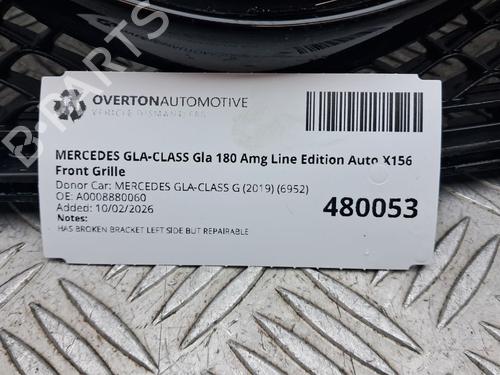 B-PARTS
OVERTONAUTOMOTIVE
VEHICLE DISMANTLERS
MERCEDES GLA-CLASS Gla 180 Amg Line Edition Auto X156
Front Grille
Donor Car: MERCEDES GLA-CLASS G (2019) (6952)
OE: A0008880060
Added: 10/02/2026
480053
Notes:
HAS BROKEN BRACKET LEFT SIDE BUT REPAIRABLE